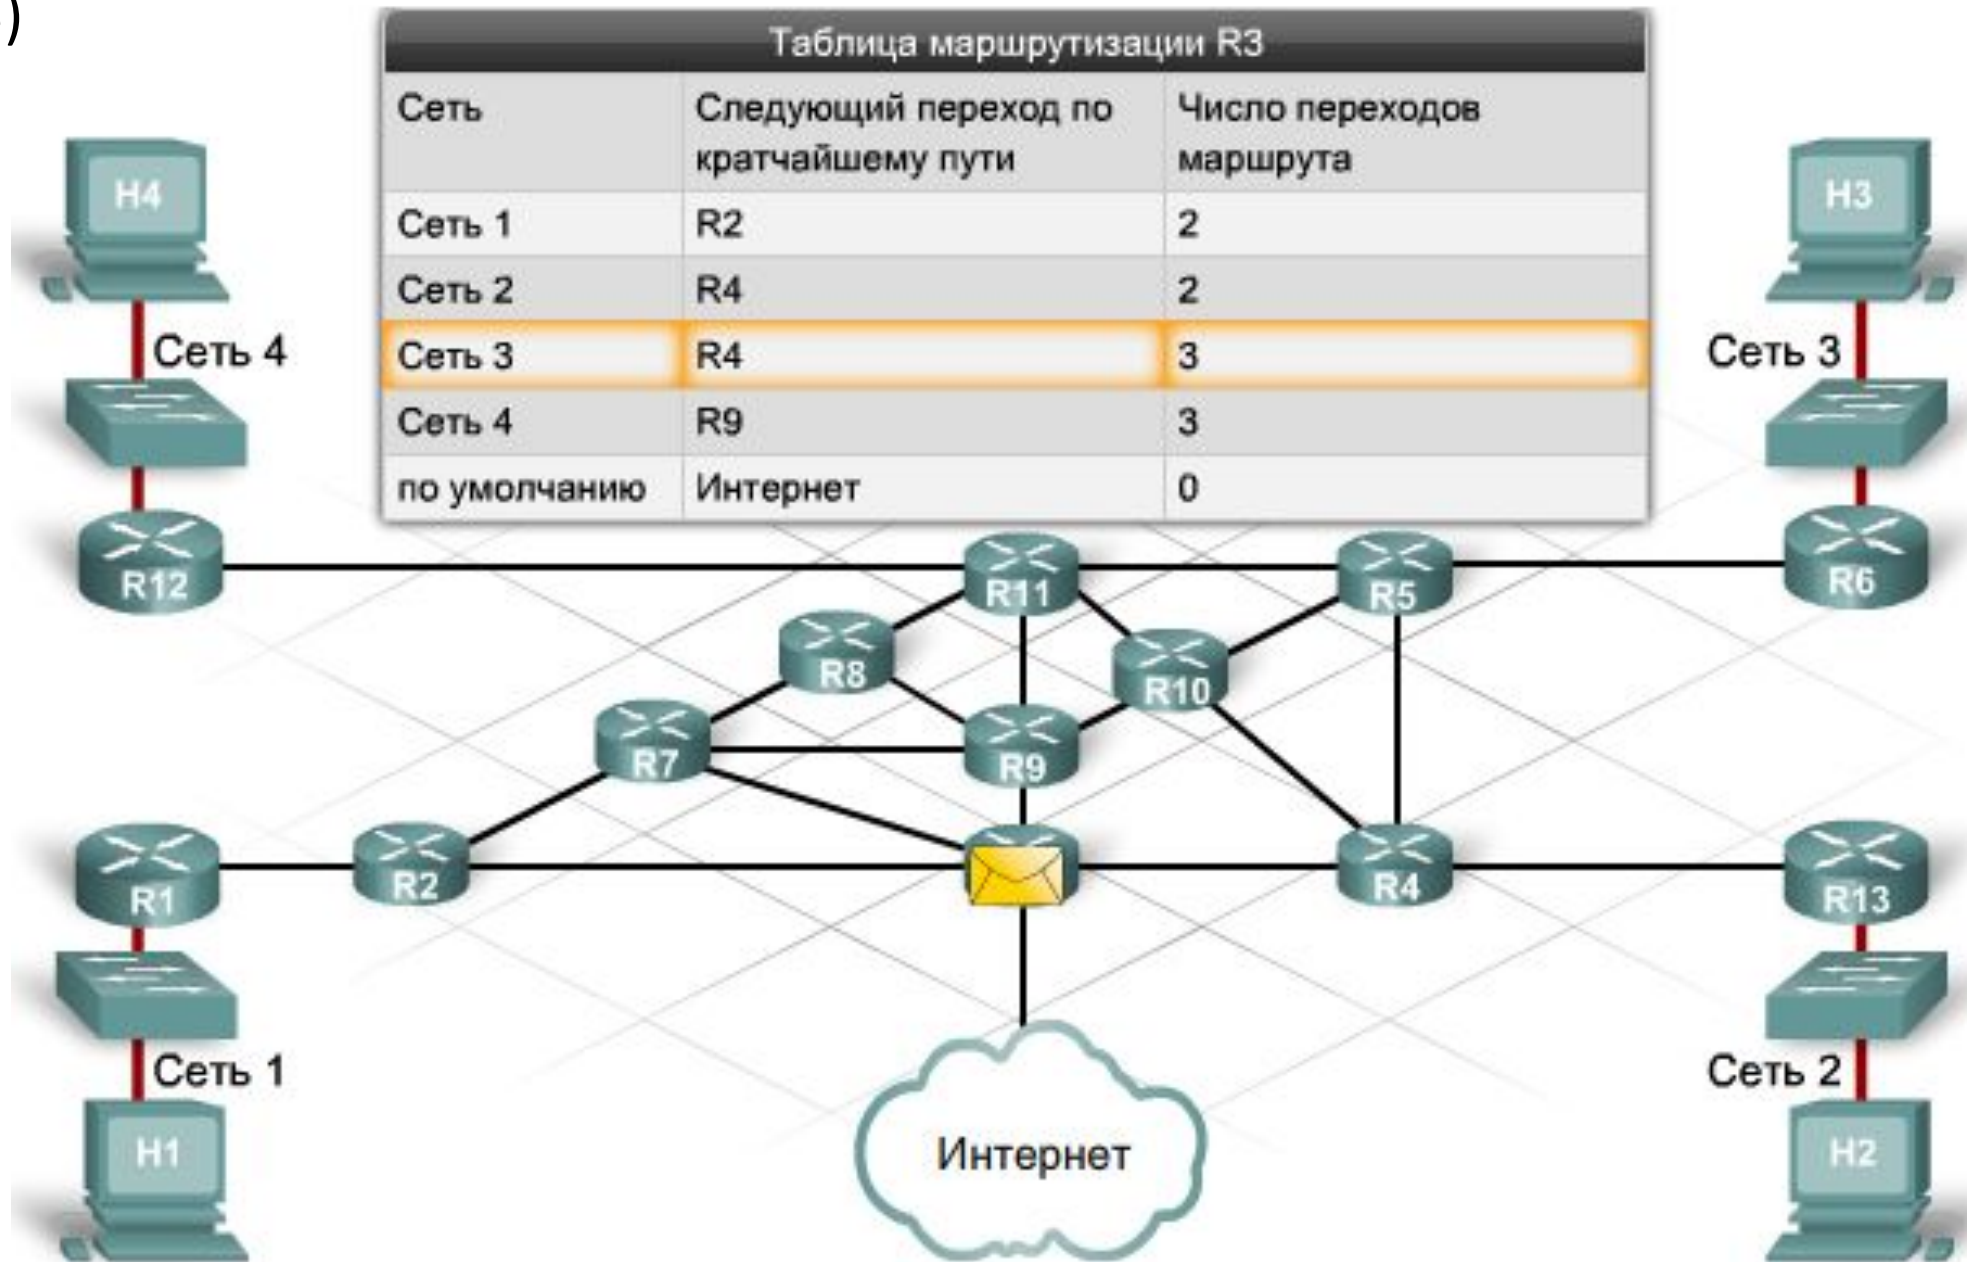 )
Таблица маршрутизации R3
Сеть
Следующий переход по
кратчайшему пути
Число переходов
маршрута
Сеть 1 R2 2
Сеть 2 R4 2
Сеть 3 R4 3
Сеть 4 R9 3
по умолчанию Интернет 0
H4
H3
Сеть 4
Сеть 3
R12
R11
R5
R6
R8
R10
R7
R9
R1
R2
R4
R13
Сеть 1
Сеть 2
H1
Интернет
H2